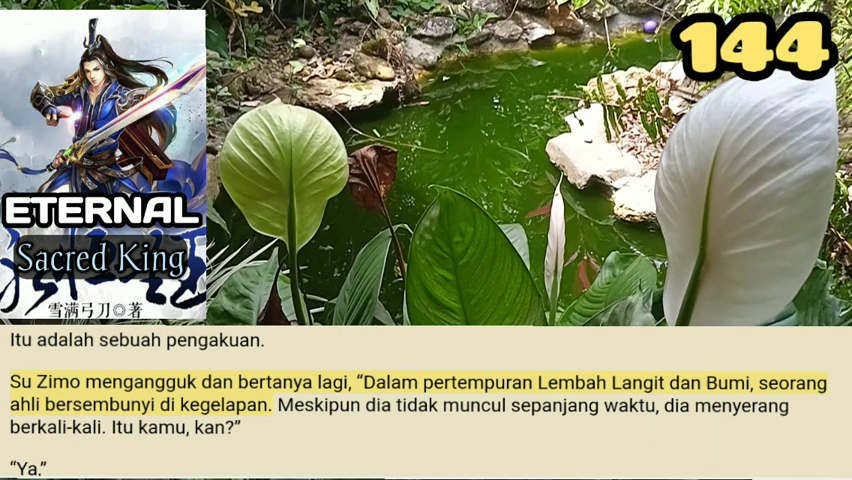 144
ETERNAL
Sacred King
雪满弓刀◎著
Itu adalah sebuah pengakuan.
Su Zimo mengangguk dan bertanya lagi, “Dalam pertempuran Lembah Langit dan Bumi, seorang
ahli bersembunyi di kegelapan. Meskipun dia tidak muncul sepanjang waktu, dia menyerang
berkali-kali. Itu kamu, kan?”
“Ya.”